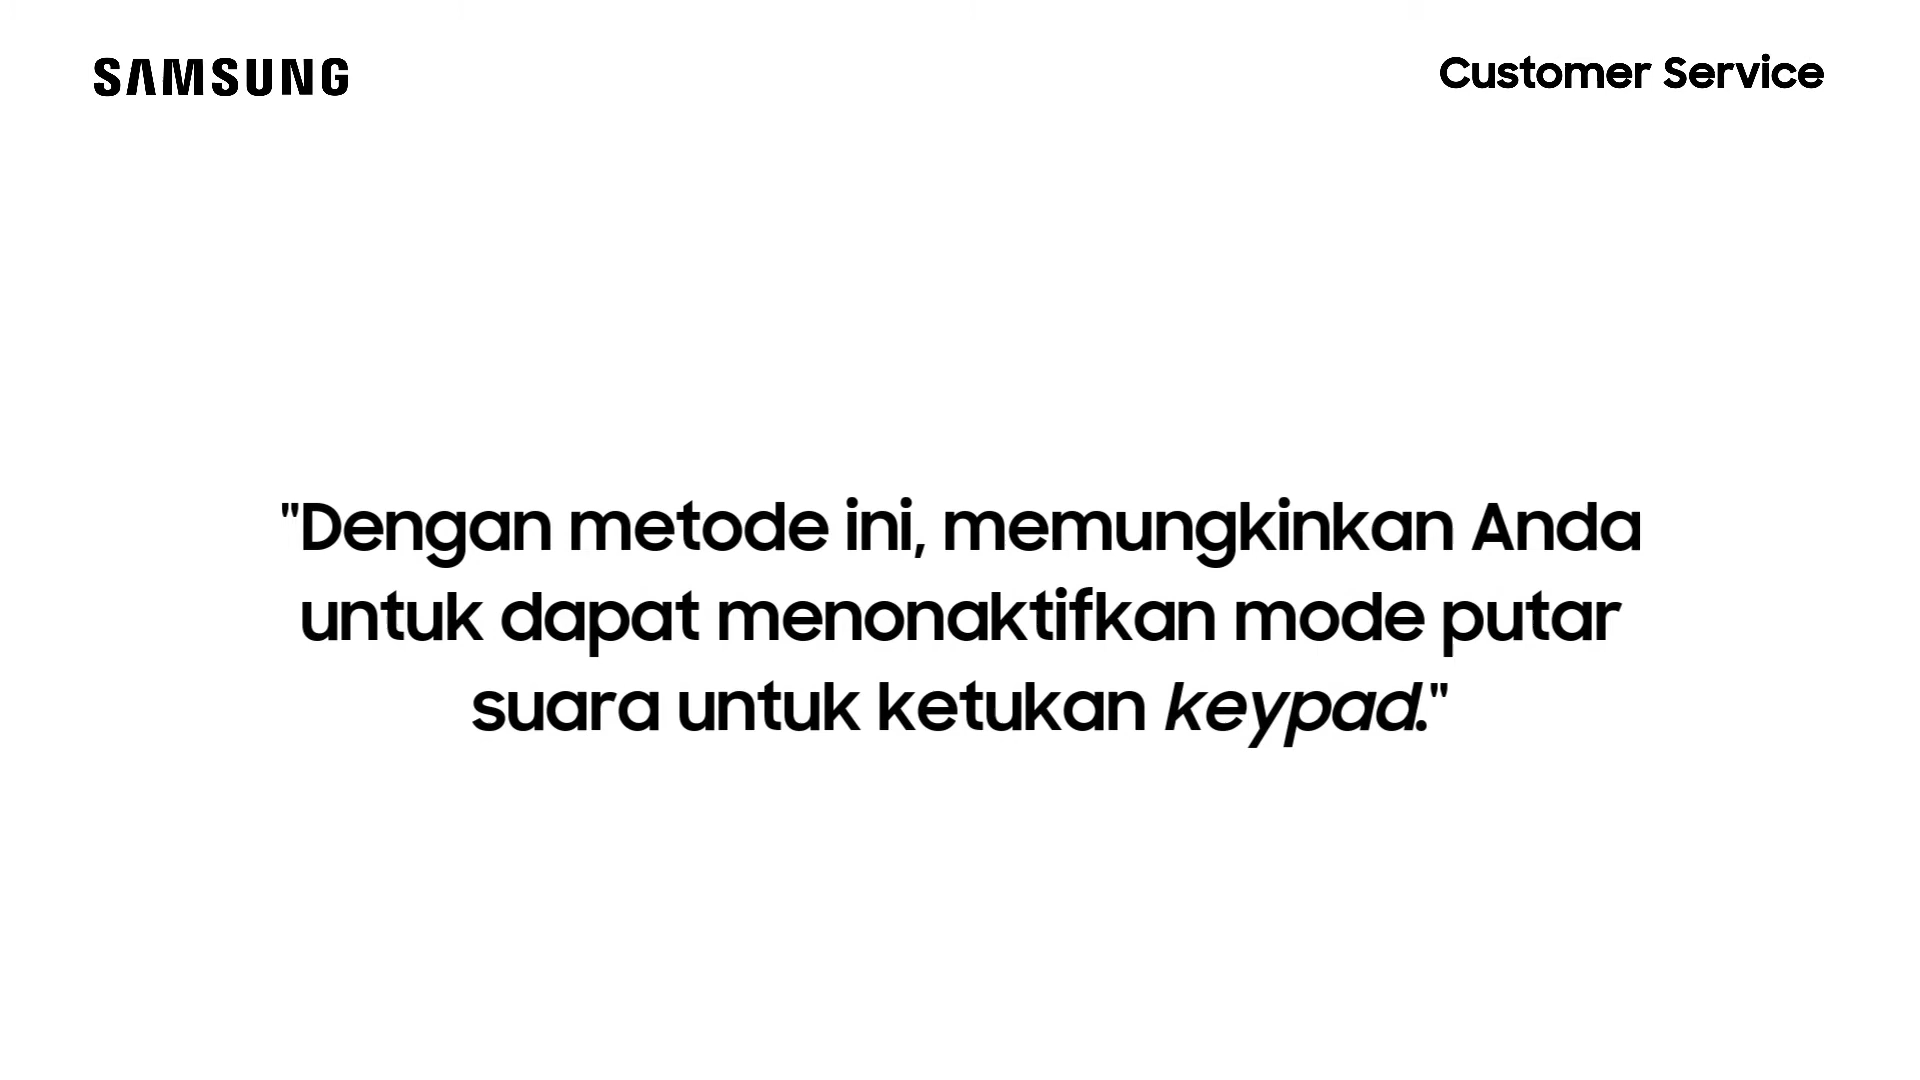 SAMSUNG
Customer Service
"Dengan metode ini, memungkinkan Anda
untuk dapat menonaktifkan mode putar
suara untuk ketukan keypad."